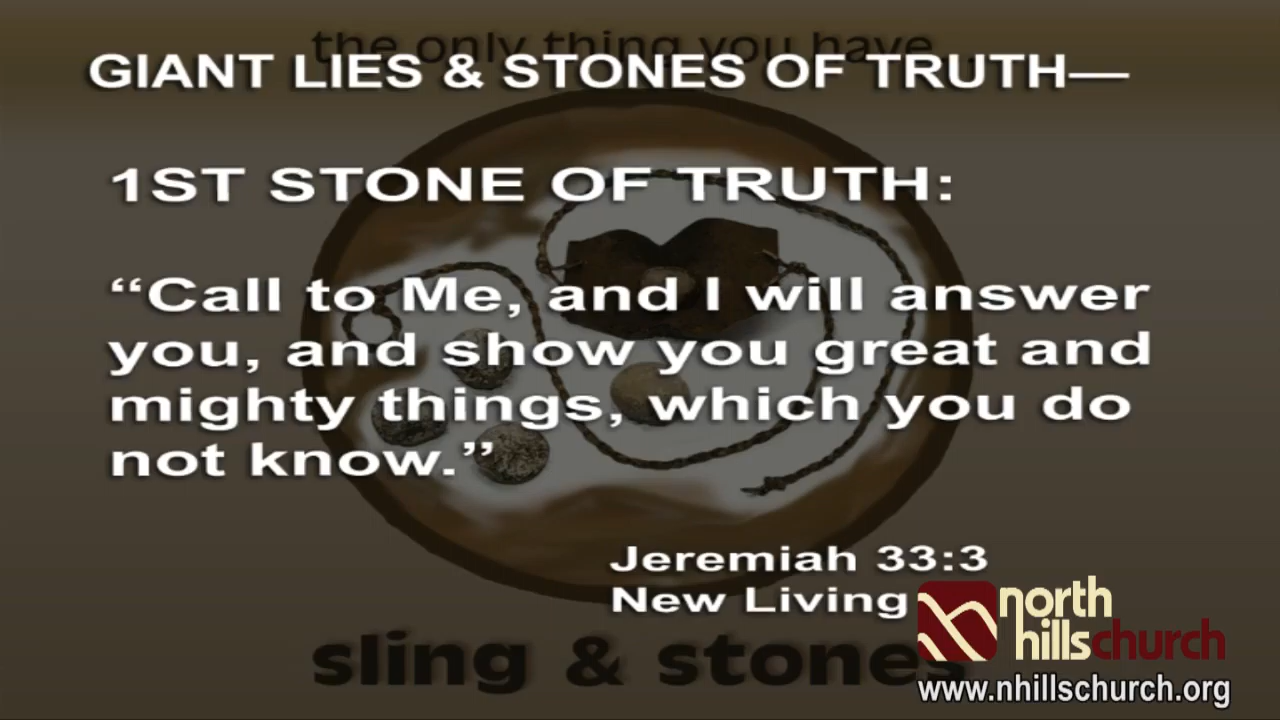 the only thing you have
GIANT LIES & STONES OF TRUTH—
1ST STONE OF TRUTH:
“Call to Me, and I will answer
you, and show you great and
mighty things, which you do
not know.”
Jeremiah 33:3
New Living
sling & stones
north
hillschurch
www.nhillschurch.org